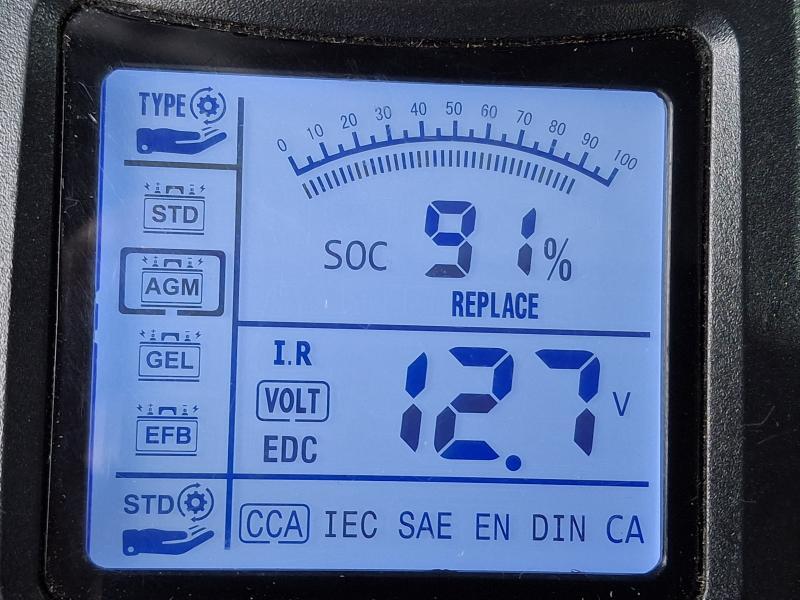 TYPE
STD
AGM
GEL
EFB
STD
0 10 20 30 40 50 60 70 80 90 100
SOC 91%
REPLACE
I.R
VOLT
EDC
12.7 V
CCA IEC SAE EN DIN CA